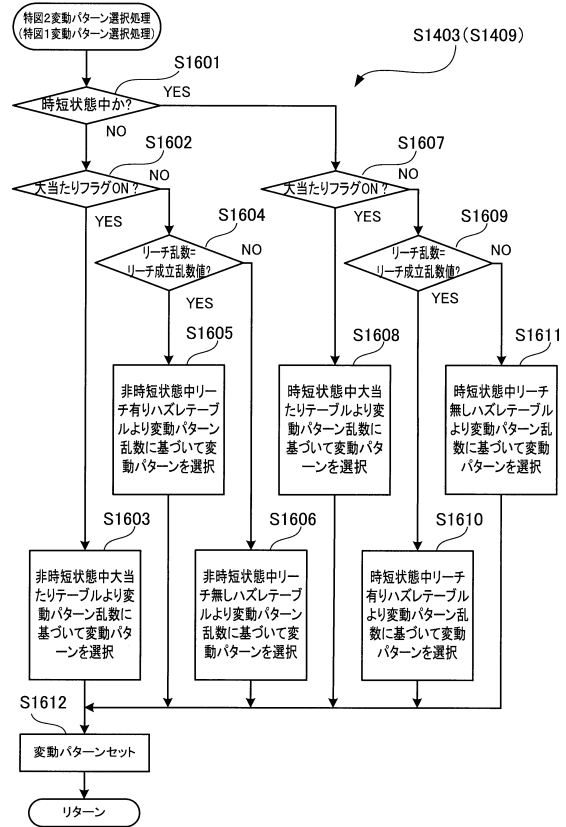 特図2変動パターン選択処理
(特図1変動パターン選択処理)
S1403(S1409)
S1601
時短状態中か?
YES
NO
S1602
大当たりフラグON?
NO
YES
S1607
大当たりフラグON?
NO
YES
S1604
リーチ乱数=
リーチ成立乱数値?
NO
YES
S1609
リーチ乱数=
リーチ成立乱数値?
NO
YES
S1605
非時短状態中リー
チ有りハズレテーブ
ルより変動パターン
乱数に基づいて変
動パターンを選択
S1608
時短状態中大当
たりテーブルより変
動パターン乱数に
基づいて変動パタ
ーンを選択
S1611
時短状態中リーチ
無しハズレテーブル
より変動パターン乱
数に基づいて変動
パターンを選択
S1603
非時短状態中大当
たりテーブルより変
動パターン乱数に
基づいて変動パタ
ーンを選択
S1606
非時短状態中リー
チ無しハズレテーブ
ルより変動パターン
乱数に基づいて変
動パターンを選択
S1610
時短状態中リーチ
有りハズレテーブル
より変動パターン乱
数に基づいて変動
パターンを選択
S1612
変動パターンセット
リターン